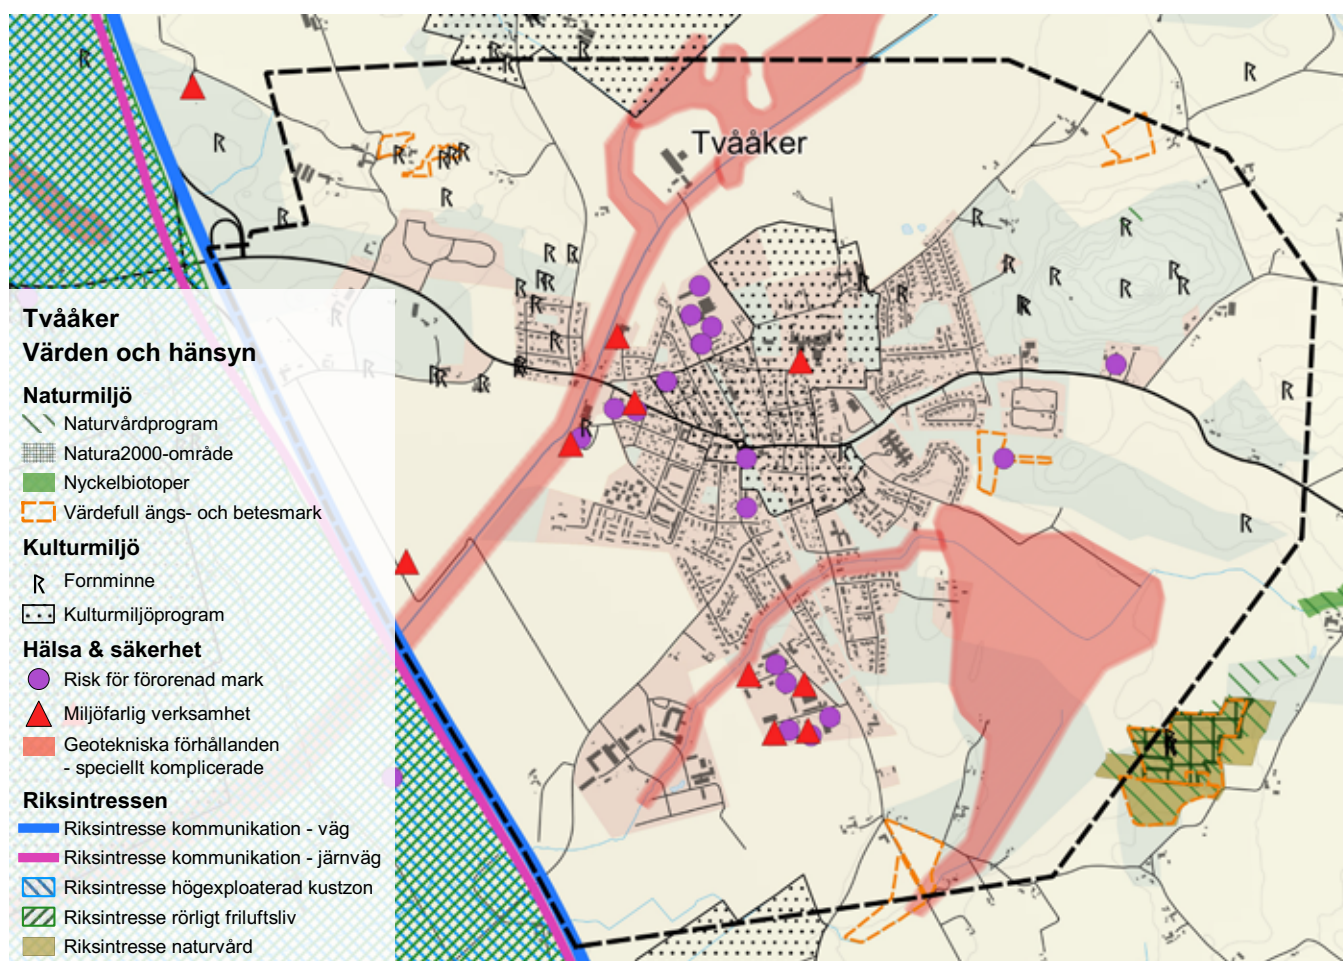 Tvååker
Tvååker
Värden och hänsyn
Naturmiljö
Naturvårdprogram
Natura2000-område
Nyckelbiotoper
Värdefull ängs- och betesmark
Kulturmiljö
Fornminne
Kulturmiljöprogram
Hälsa & säkerhet
Risk för förorenad mark
Miljöfarlig verksamhet
Geotekniska förhållanden
- speciellt komplicerade
Riksintressen
Riksintresse kommunikation - väg
Riksintresse kommunikation - järnväg
Riksintresse högexploaterad kustzon
Riksintresse rörligt friluftsliv
Riksintresse naturvård